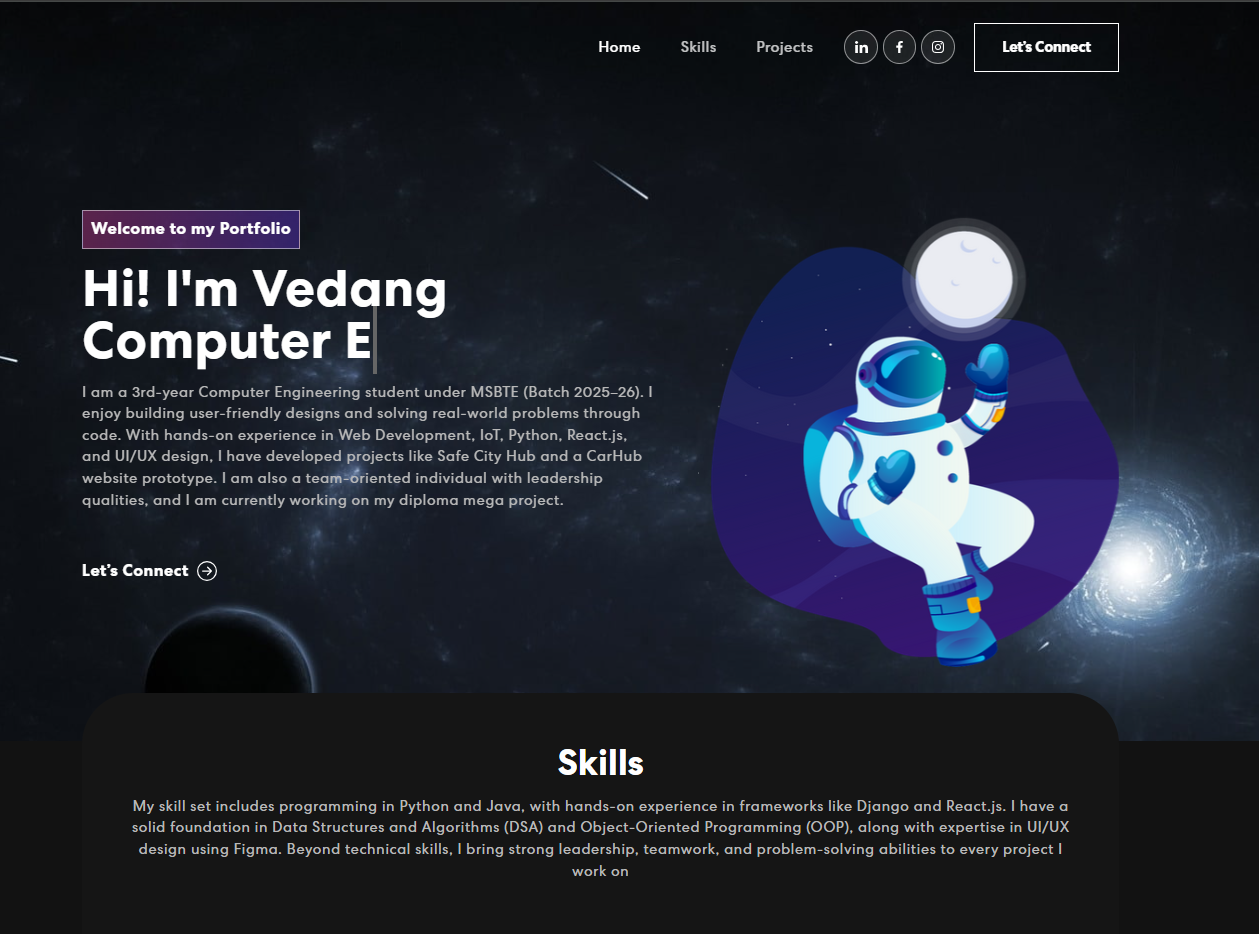 Home Skills Projects in f Let's Connect
Welcome to my Portfolio
Hi! I'm Vedang
Computer E
I am a 3rd-year Computer Engineering student under MSBTE (Batch 2025–26). I
enjoy building user-friendly designs and solving real-world problems through
code. With hands-on experience in Web Development, IoT, Python, React.js,
and UI/UX design, I have developed projects like Safe City Hub and a CarHub
website prototype. I am also a team-oriented individual with leadership
qualities, and I am currently working on my diploma mega project.
Let's Connect
Skills
My skill set includes programming in Python and Java, with hands-on experience in frameworks like Django and React.js. I have a
solid foundation in Data Structures and Algorithms (DSA) and Object-Oriented Programming (OOP), along with expertise in UI/UX
design using Figma. Beyond technical skills, I bring strong leadership, teamwork, and problem-solving abilities to every project I
work on